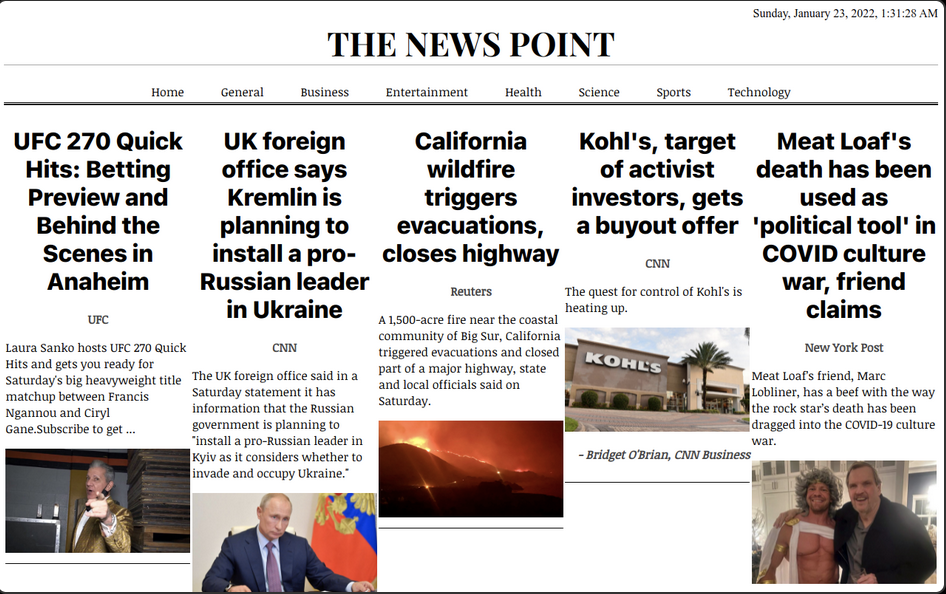 Sunday, January 23, 2022, 1:31:28 AM
THE NEWS POINT
Home General Business Entertainment Health Science Sports Technology
UFC 270 Quick
Hits: Betting
Preview and
Behind the
Scenes in
Anaheim
UFC
Laura Sanko hosts UFC 270 Quick
Hits and gets you ready for
Saturday's big heavyweight title
matchup between Francis
Ngannou and Ciryl
Gane.Subscribe to get ...
UK foreign
office says
Kremlin is
planning to
install a pro-
Russian leader
in Ukraine
CNN
The UK foreign office said in a
Saturday statement it has
information that the Russian
government is planning to
"install a pro-Russian leader in
Kyiv as it considers whether to
invade and occupy Ukraine."
California
wildfire
triggers
evacuations,
closes highway
Reuters
A 1,500-acre fire near the coastal
community of Big Sur, California
triggered evacuations and closed
part of a major highway, state
and local officials said on
Saturday.
Kohl's, target
of activist
investors, gets
a buyout offer
CNN
The quest for control of Kohl's is
heating up.
KOHL'S
- Bridget O'Brian, CNN Business
Meat Loaf's
death has been
used as
'political tool' in
COVID culture
war, friend
claims
New York Post
Meat Loaf's friend, Marc
Lobliner, has a beef with the way
the rock star's death has been
dragged into the COVID-19 culture
war.